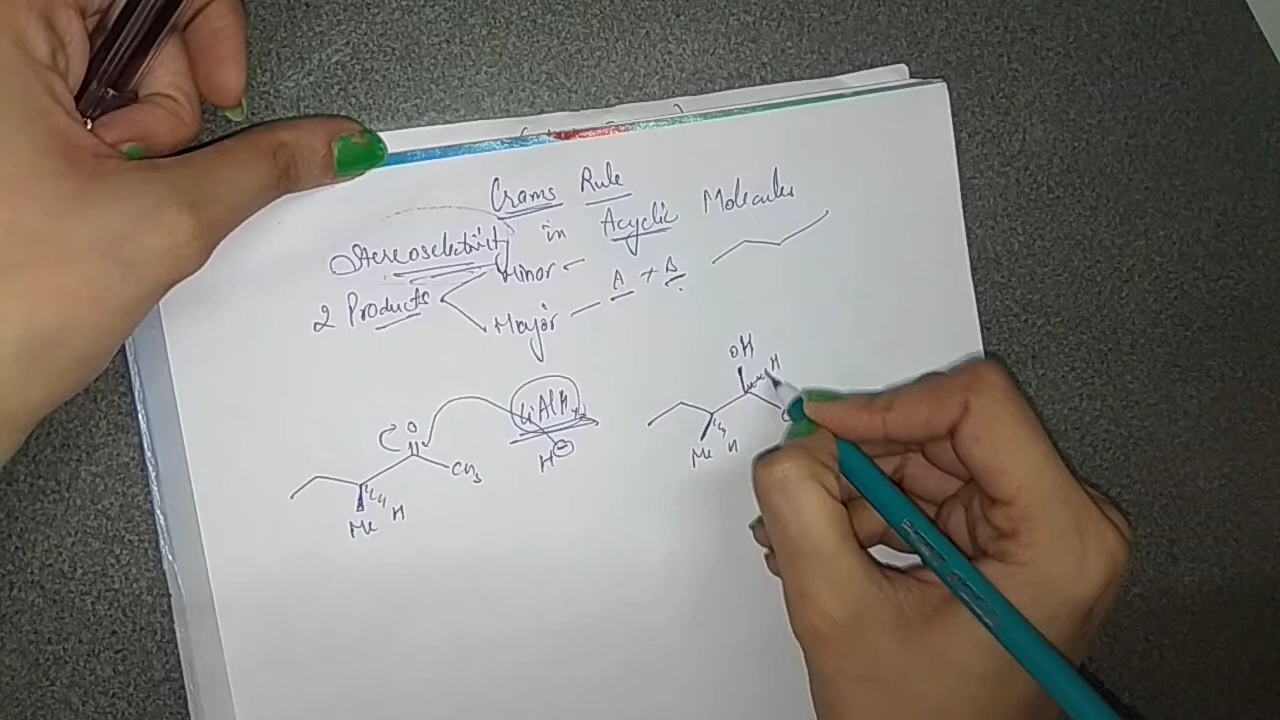 Crams Rule
Stereoselectivity in Acyclic Molecules
2 Products
Minor
A + B
Major
O
LiAlH4
H⊖
CH3
Me H
OH
H
Me H